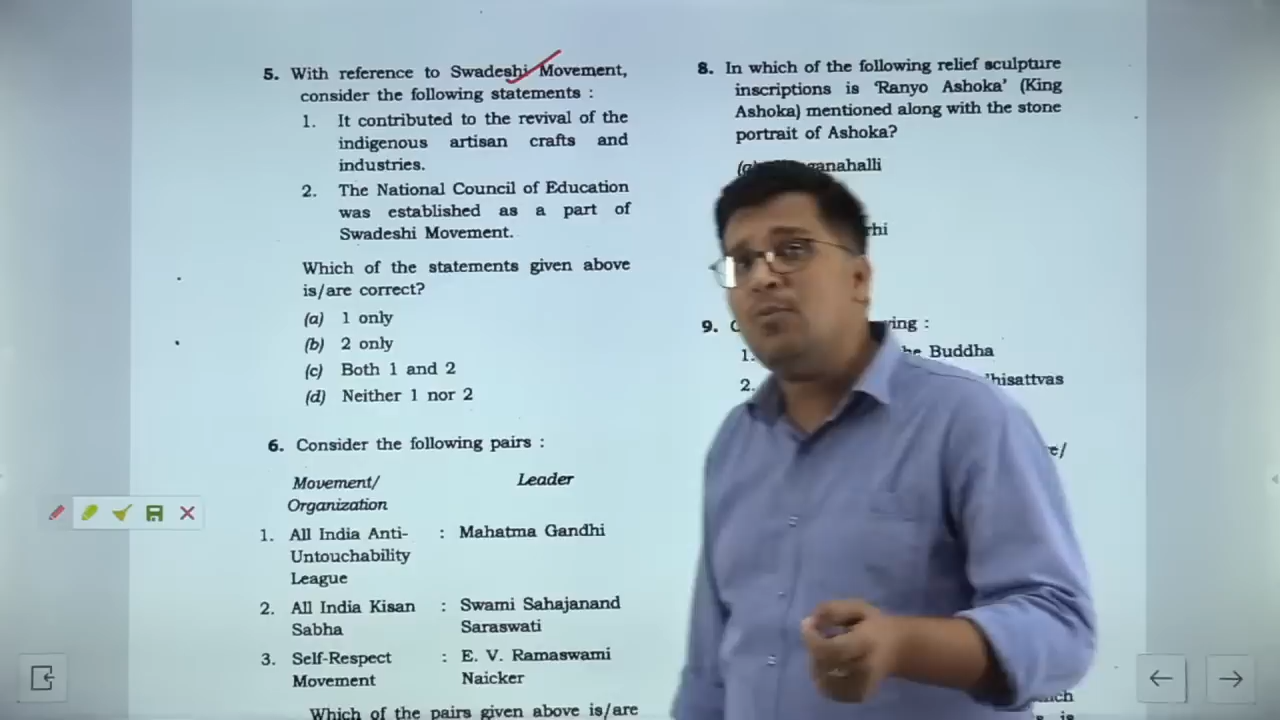 5. With reference to Swadeshi Movement,
consider the following statements :
1. It contributed to the revival of the
indigenous artisan crafts and
industries.
2. The National Council of Education
was established as a part of
Swadeshi Movement.
Which of the statements given above
is/are correct?
(a) 1 only
(b) 2 only
(c) Both 1 and 2
(d) Neither 1 nor 2
6. Consider the following pairs :
Movement/ Leader
Organization
1. All India Anti- : Mahatma Gandhi
Untouchability
League
2. All India Kisan : Swami Sahajanand
Sabha Saraswati
3. Self-Respect : E. V. Ramaswami
Movement Naicker
Which of the pairs given above is/are
8. In which of the following relief sculpture
inscriptions is 'Ranyo Ashoka' (King
Ashoka) mentioned along with the stone
portrait of Ashoka?
9.
1. Buddha
2.